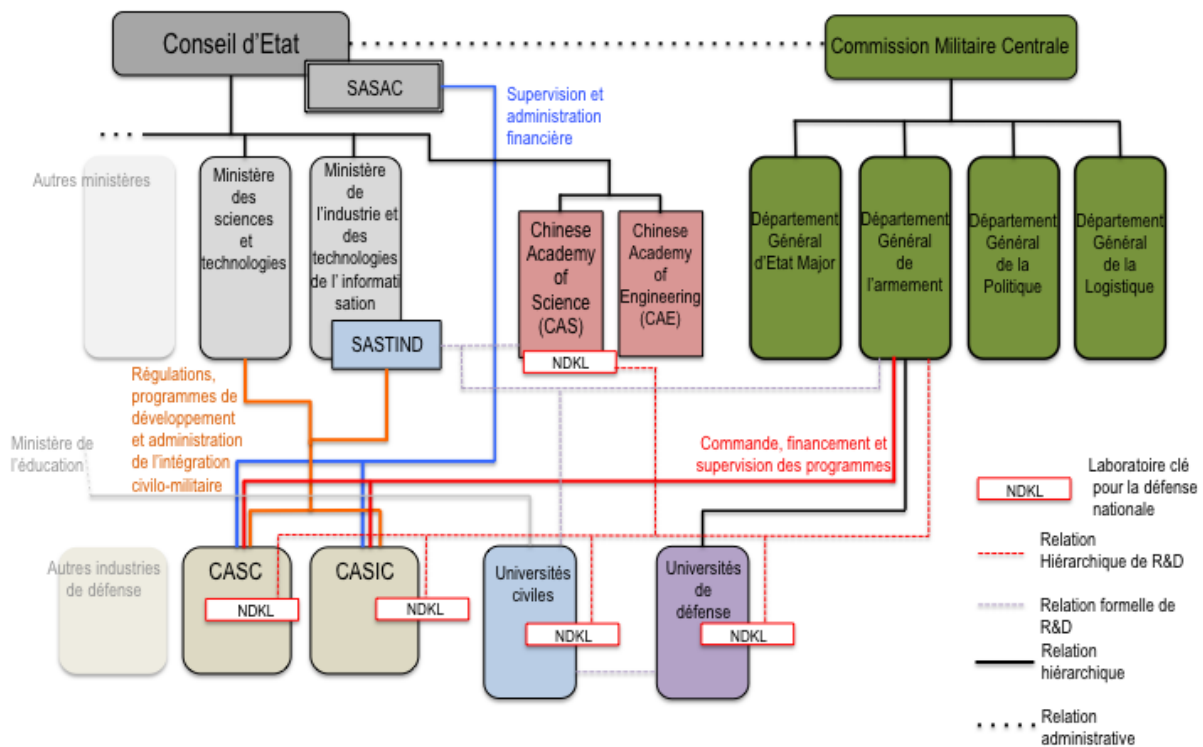 Conseil d'Etat
SASAC
Commission Militaire Centrale
Supervision et
administration
financière
Autres ministères
Ministère
des
sciences
et
technologies
Ministère
de
l'industrie et
des
technologies
de l' informati
sation
SASTIND
Chinese
Academy
of
Science
(CAS)
NDKL
Chinese
Academy
of
Engineering
(CAE)
Département
Général
d'Etat Major
Département
Général
de
l'armement
Département
Général
de la
Politique
Département
Général
de la
Logistique
Régulations,
programmes de
développement
et administration
de l'intégration
civilo-militaire
Ministère de
l'éducation
Commande, financement et
supervision des programmes
Autres industries
de défense
CASC
NDKL
CASIC
NDKL
Universités
civiles
NDKL
Universités
de
défense
NDKL
NDKL
Laboratoire clé
pour la défense
nationale
Relation
Hiérarchique de R&D
Relation formelle de
R&D
Relation
hiérarchique
Relation
administrative